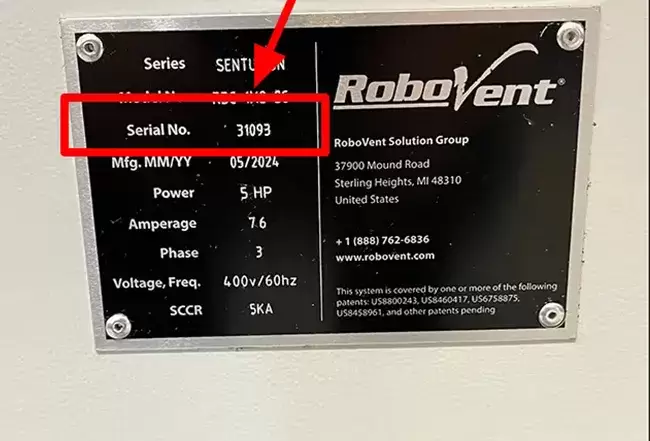 Series
Serial No. 31093
Mfg. MM/YY 05/2024
Power 5 HP
Amperage 7.6
Phase 3
Voltage, Freq. 400v/60hz
SCCR 5KA
RoboVent®
RoboVent Solution Group
37900 Mound Road
Sterling Heights, MI 48310
United States
+ 1 (888) 762-6836
www.robovent.com
This system is covered by one or more of the following
patents: US8800243, US8460417, US6758875,
US8458961, and other patents pending